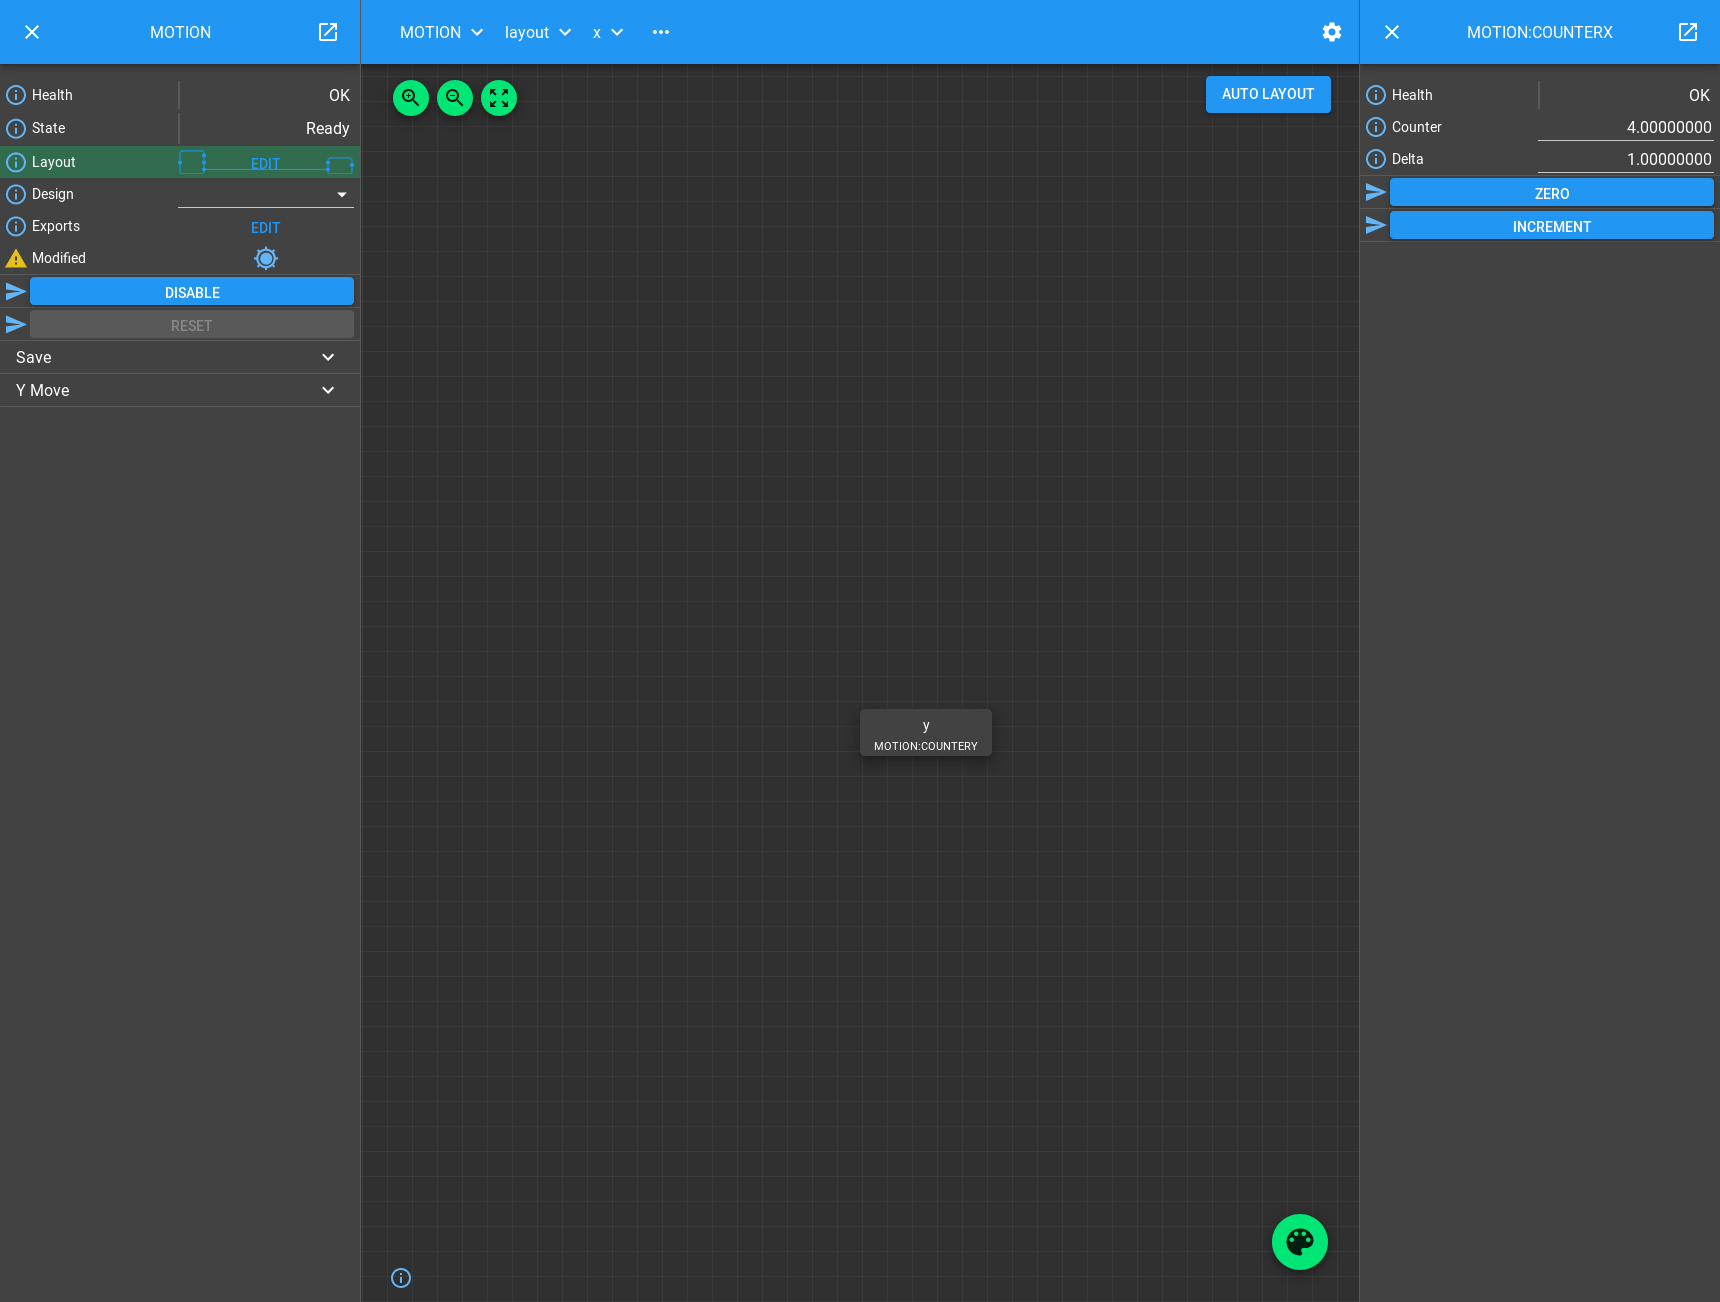 MOTION
Health OK
State Ready
Layout EDIT
Design
Exports EDIT
Modified
DISABLE
RESET
Save
Y Move
MOTION layout x
AUTO LAYOUT
y
MOTION:COUNTERY
MOTION:COUNTERX
Health OK
Counter 4.00000000
Delta 1.00000000
ZERO
INCREMENT